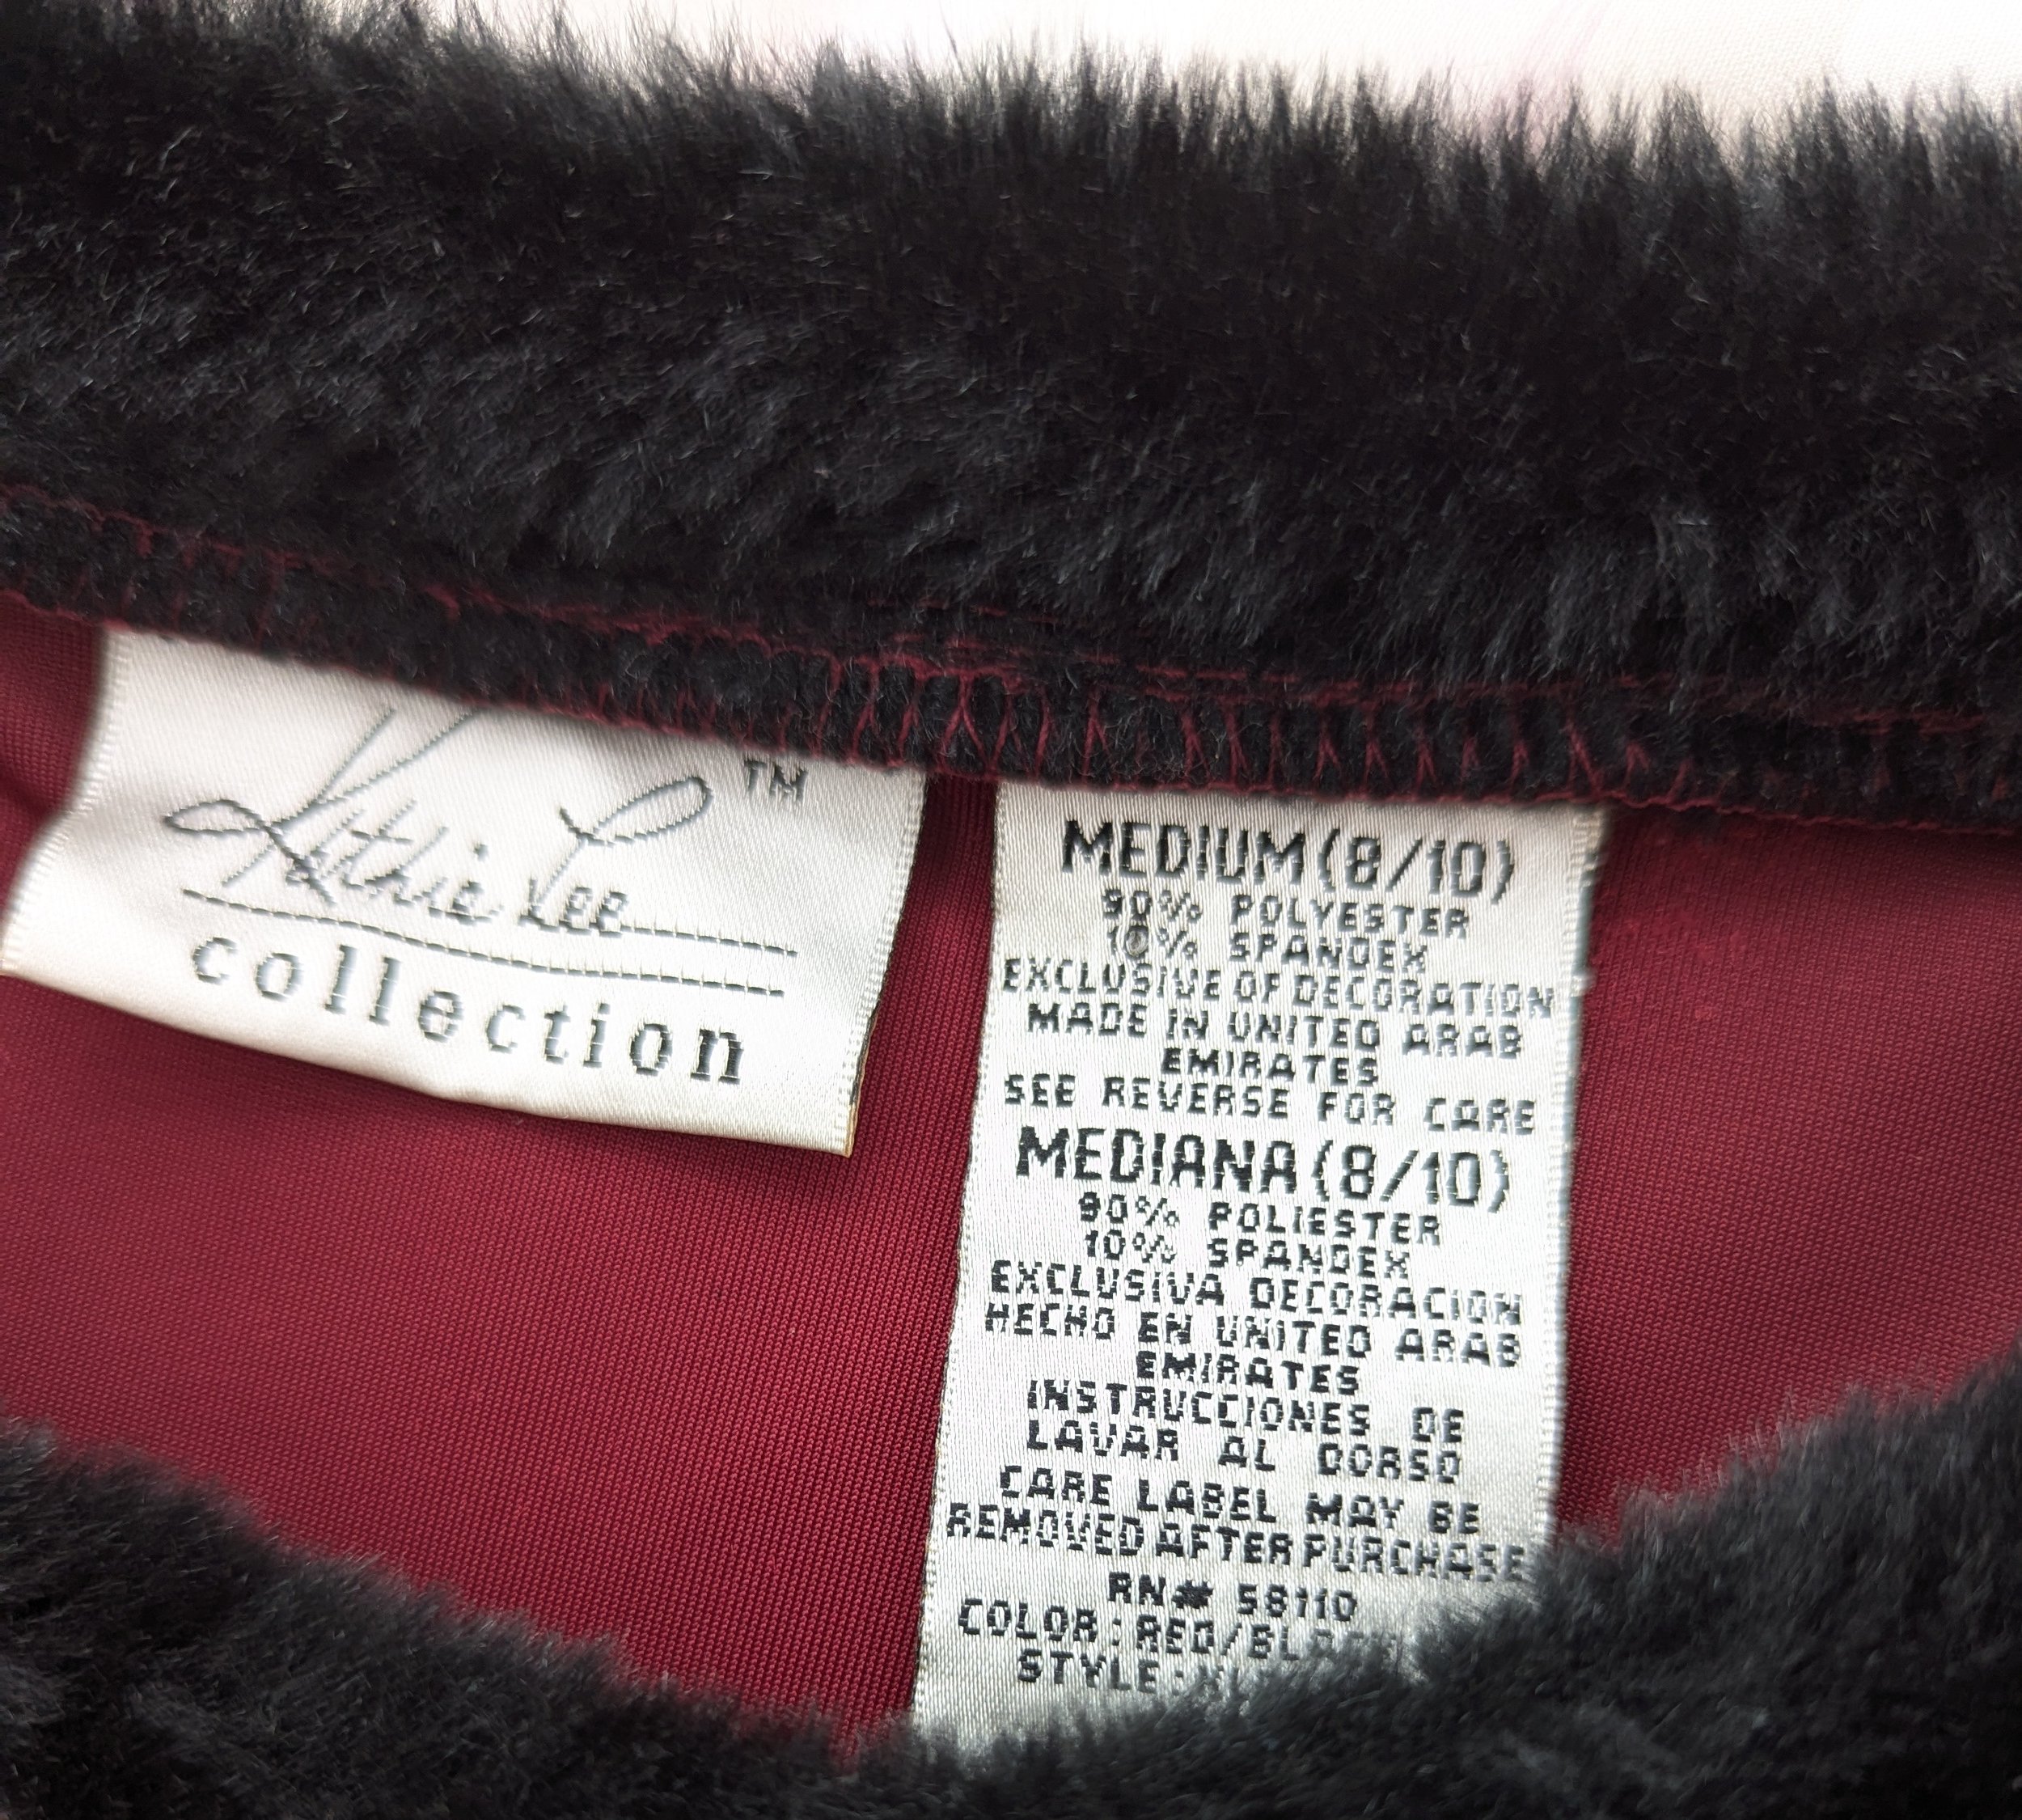 Kathie Lee TM
collection
MEDIUM (8/10)
90% POLYESTER
10% SPANDEX
EXCLUSIVE OF DECORATION
MADE IN UNITED ARAB
EMIRATES
SEE REVERSE FOR CARE
MEDIANA (8/10)
90% POLIESTER
10% SPANDEX
EXCLUSIVA DECORACION
HECHO EN UNITED ARAB
EMIRATES
INSTRUCCIONES DE
LAVAR AL DORSO
CARE LABEL MAY BE
REMOVED AFTER PURCHASE
RN# 58110
COLOR: RED/
STYLE: